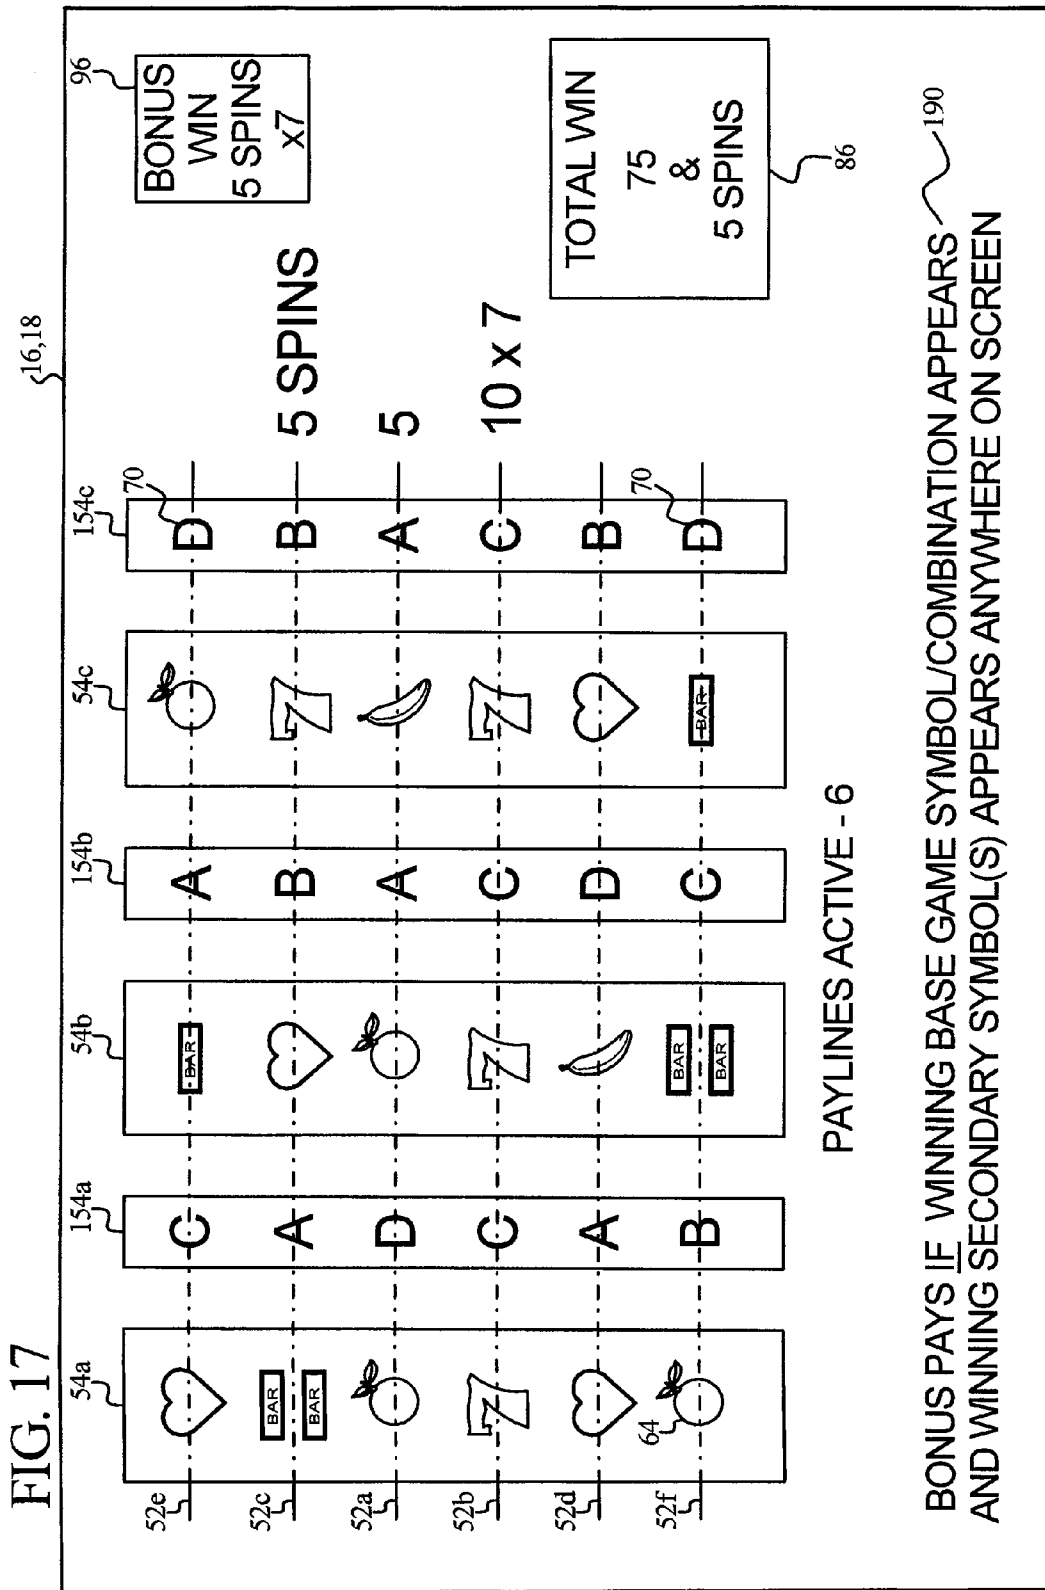 FIG. 17
16,18
54a
154a
54b
154b
54c
154c
96
BONUS
WIN
5 SPINS
x7
52e
C
BAR
A
D
70
52c
BAR
BAR
A
B
B
5 SPINS
52a
D
A
A
5
52b
C
C
C
10 x 7
52d
A
D
B
52f
64
B
BAR
BAR
C
BAR
D
70
TOTAL WIN
75
&
5 SPINS
86
PAYLINES ACTIVE - 6
BONUS PAYS IF WINNING BASE GAME SYMBOL/COMBINATION APPEARS
AND WINNING SECONDARY SYMBOL(S) APPEARS ANYWHERE ON SCREEN
190